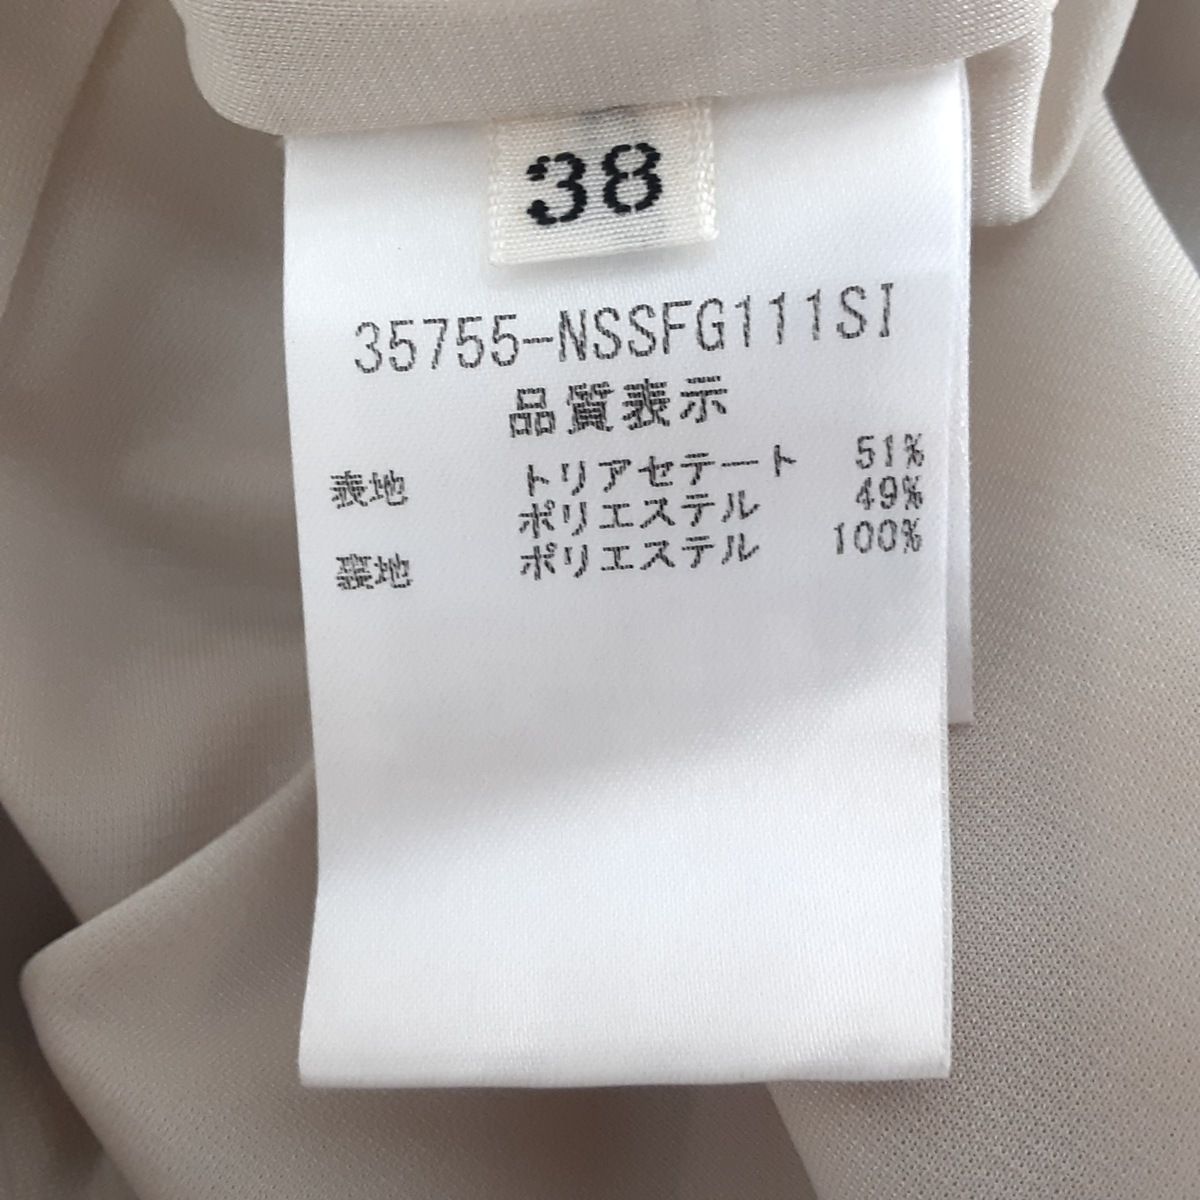 38
35755-NSSFG111SI
品質表示
表地 トリアセテート 51%
ポリエステル 49%
裏地 ポリエステル 100%